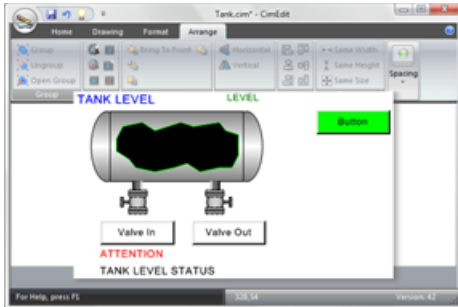 Tank.cim* - CimEdit
Home Drawing Format Arrange
Group Bring To Front Horizontal Same Width
Ungroup Vertical Same Height
Open Group Same Size Spacing
Group
TANK LEVEL LEVEL
Button
Valve In Valve Out
ATTENTION
TANK LEVEL STATUS
For Help, press F1 328,54 Version: 42